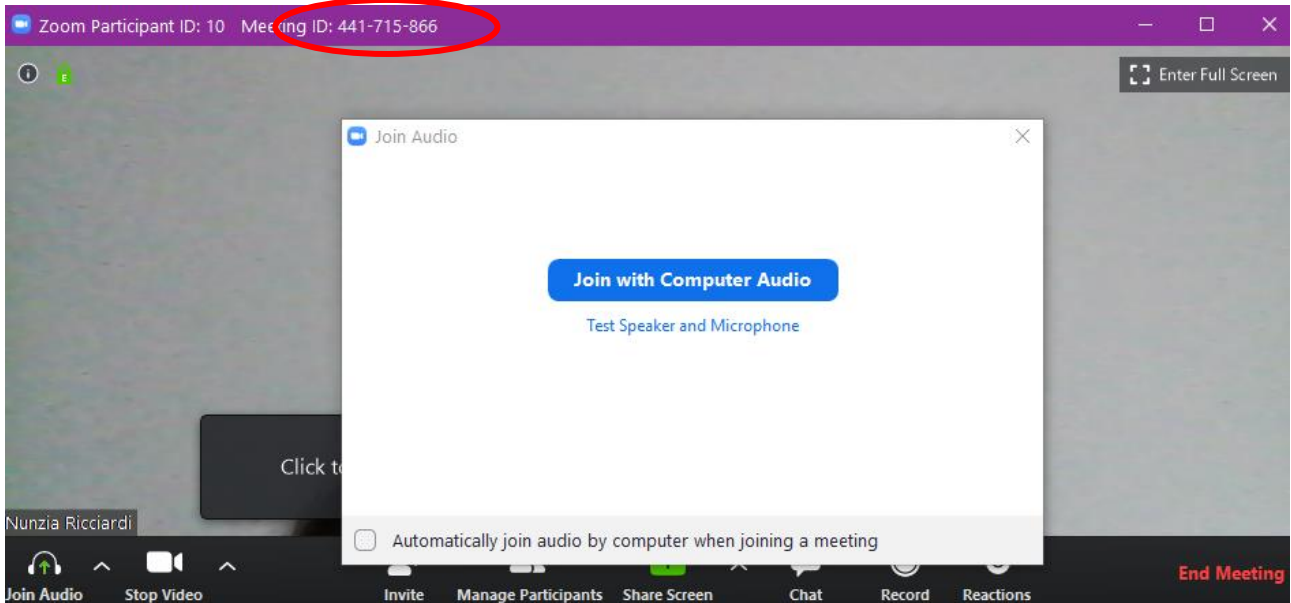 Zoom Participant ID: 10 Meeting ID: 441-715-866
E
Enter Full Screen
Join Audio
Join with Computer Audio
Test Speaker and Microphone
Click
Nunzia Ricciardi
Automatically join audio by computer when joining a meeting
Join Audio Stop Video Invite Manage Participants Share Screen Chat Record Reactions End Meeting